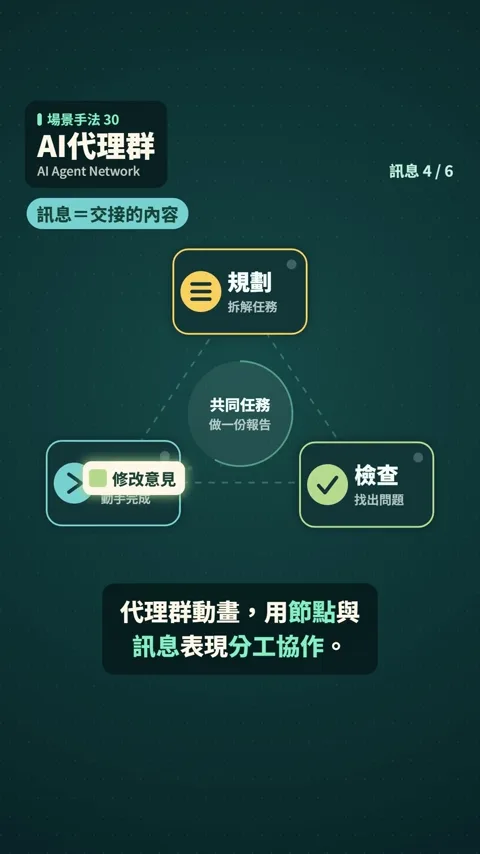 場景手法 30
AI代理群
AI Agent Network
訊息 4 / 6
訊息＝交接的內容
規劃
拆解任務
共同任務
做一份報告
修改意見
動手完成
檢查
找出問題
代理群動畫，用節點與
訊息表現分工協作。